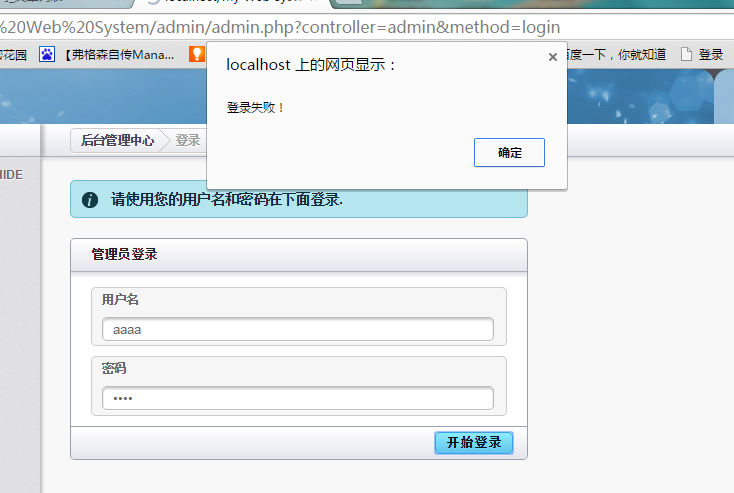 %20Web%20System/admin/admin.php?controller=admin&method=login
花园 【弗格森自传Mana... 百度一下，你就知道 登录
localhost 上的网页显示：
登录失败！
确定
后台管理中心 登录
HIDE
请使用您的用户名和密码在下面登录.
管理员登录
用户名
aaaa
密码
••••
开始登录